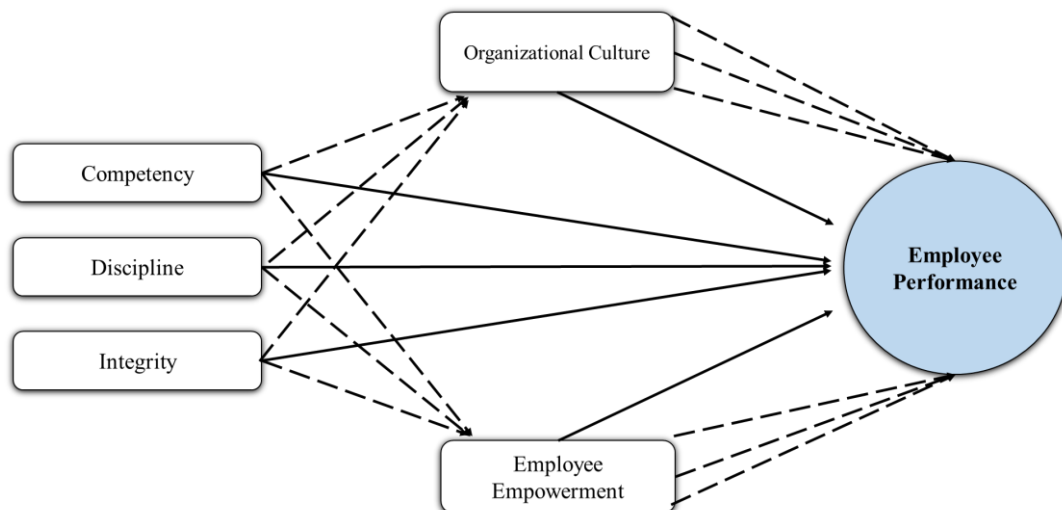 Organizational Culture
Competency
Discipline
Integrity
Employee
Performance
Employee
Empowerment